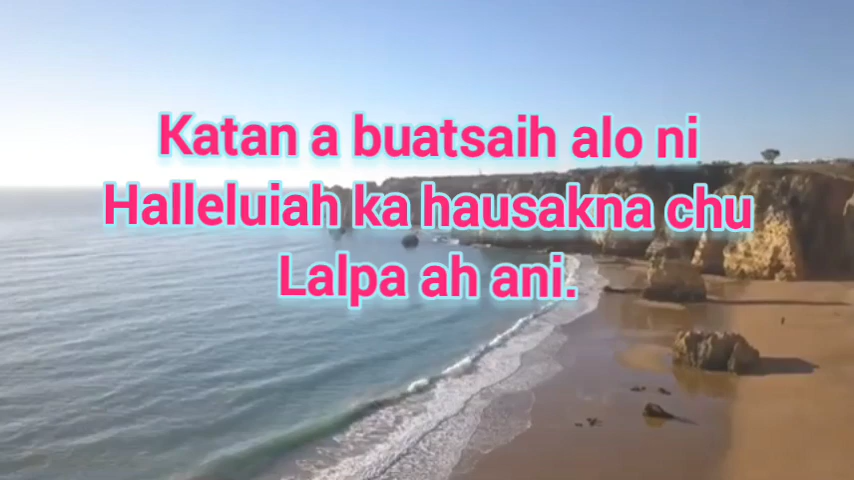 Katan a buatsaih alo ni
Halleluiah ka hausakna chu
Lalpa ah ani.